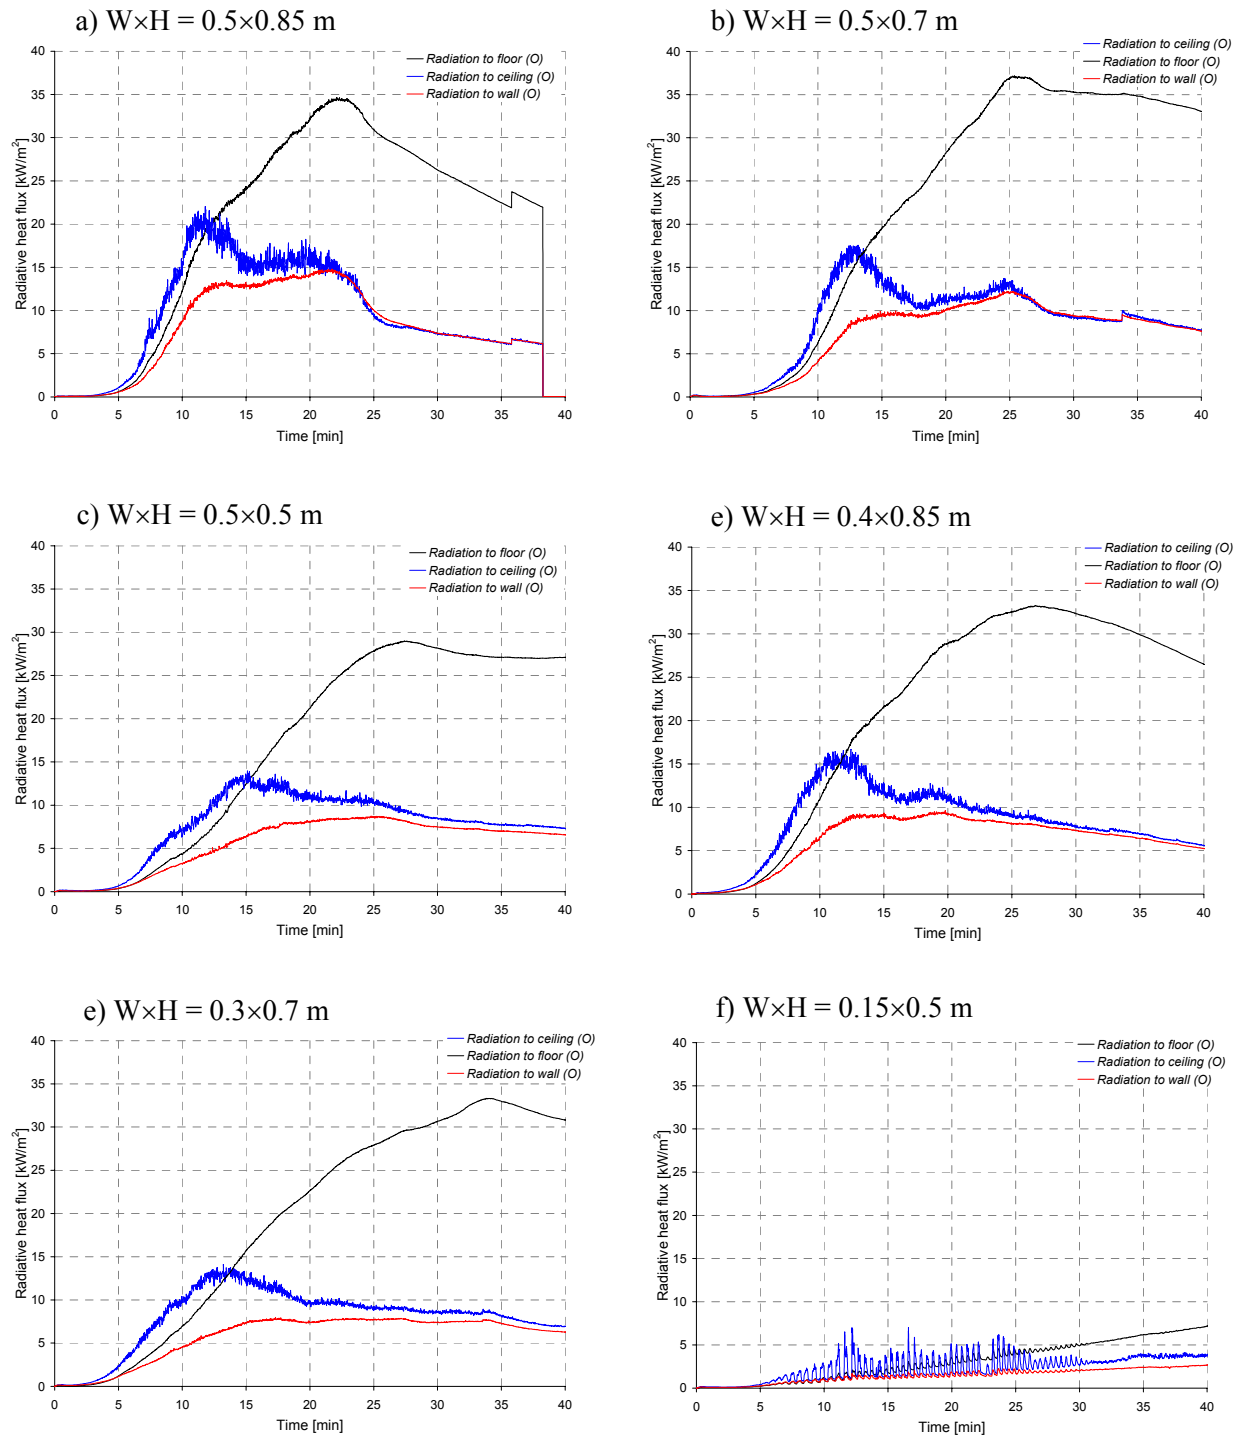 a) W×H = 0.5×0.85 m
Radiation to floor (O)
Radiation to ceiling (O)
Radiation to wall (O)
Radiative heat flux [kW/m²]
40
35
30
25
20
15
10
5
0
0 5 10 15 20 25 30 35 40
Time [min]
b) W×H = 0.5×0.7 m
Radiation to ceiling (O)
Radiation to floor (O)
Radiation to wall (O)
Radiative heat flux [kW/m²]
40
35
30
25
20
15
10
5
0
0 5 10 15 20 25 30 35 40
Time [min]
c) W×H = 0.5×0.5 m
Radiation to floor (O)
Radiation to ceiling (O)
Radiation to wall (O)
Radiative heat flux [kW/m²]
40
35
30
25
20
15
10
5
0
0 5 10 15 20 25 30 35 40
Time [min]
e) W×H = 0.4×0.85 m
Radiation to ceiling (O)
Radiation to floor (O)
Radiation to wall (O)
Radiative heat flux [kW/m²]
40
35
30
25
20
15
10
5
0
0 5 10 15 20 25 30 35 40
Time [min]
e) W×H = 0.3×0.7 m
Radiation to ceiling (O)
Radiation to floor (O)
Radiation to wall (O)
Radiative heat flux [kW/m²]
40
35
30
25
20
15
10
5
0
0 5 10 15 20 25 30 35 40
Time [min]
f) W×H = 0.15×0.5 m
Radiation to floor (O)
Radiation to ceiling (O)
Radiation to wall (O)
Radiative heat flux [kW/m²]
40
35
30
25
20
15
10
5
0
0 5 10 15 20 25 30 35 40
Time [min]